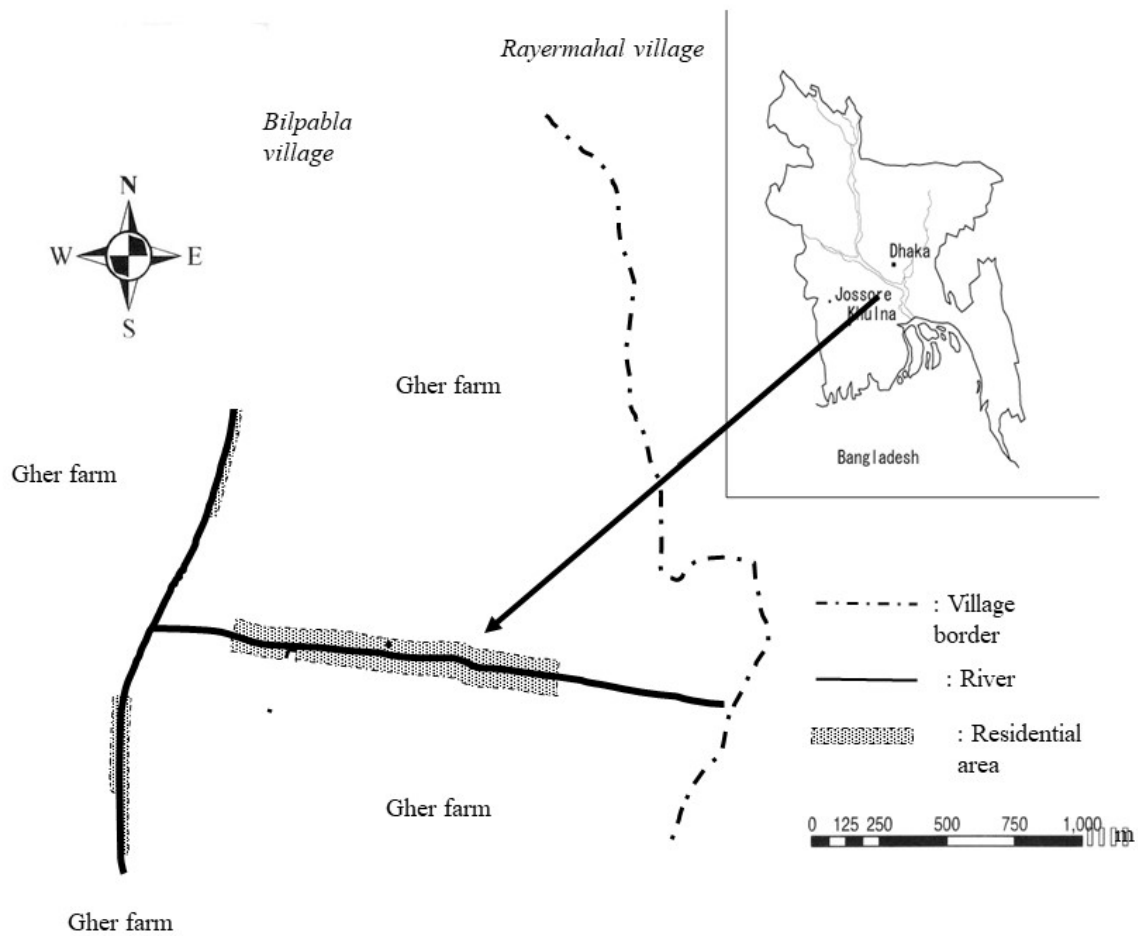 Rayermahal village
Bilpabla
village
N
W
E
S
Dhaka
Jossore
Khulna
Bangladesh
Gher farm
Gher farm
: Village
border
: River
: Residential
area
Gher farm
0 125 250 500 750 1,000 m
Gher farm